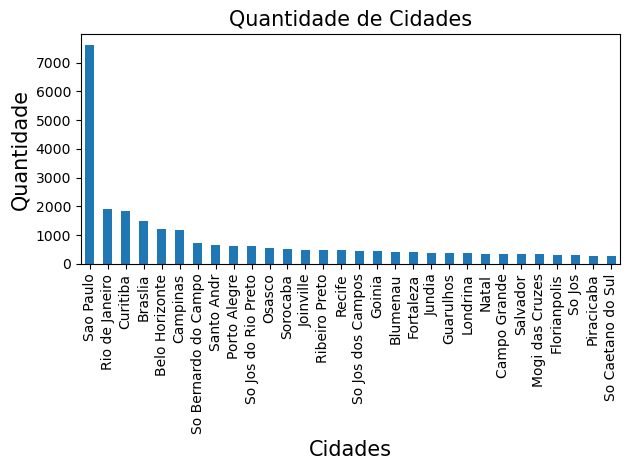 Quantidade de Cidades
Quantidade
7000
6000
5000
4000
3000
2000
1000
0
Sao Paulo
Rio de Janeiro
Curitiba
Braslia
Belo Horizonte
Campinas
So Bernardo do Campo
Santo Andr
Porto Alegre
So Jos do Rio Preto
Osasco
Sorocaba
Joinville
Ribeiro Preto
Recife
So Jos dos Campos
Goinia
Blumenau
Fortaleza
Jundia
Guarulhos
Londrina
Natal
Campo Grande
Salvador
Mogi das Cruzes
Florianpolis
So Jos
Piracicaba
So Caetano do Sul
Cidades